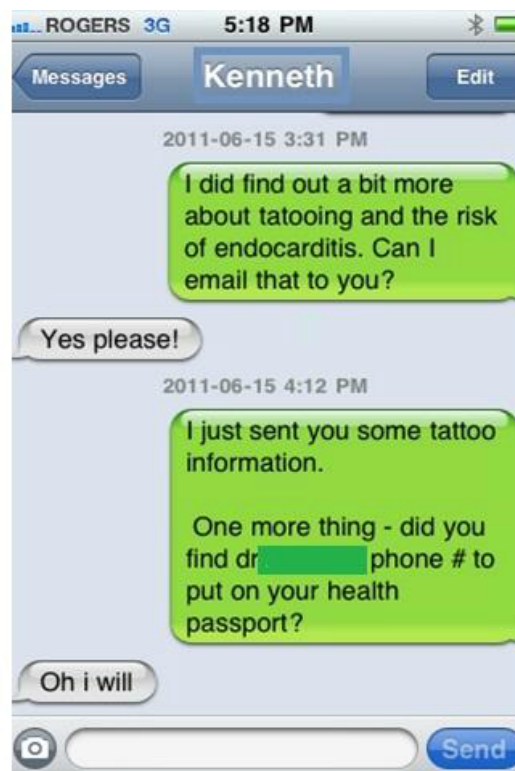 ROGERS 3G 5:18 PM
Messages Kenneth Edit
2011-06-15 3:31 PM
I did find out a bit more
about tatooing and the risk
of endocarditis. Can I
email that to you?
Yes please!
2011-06-15 4:12 PM
I just sent you some tattoo
information.
One more thing - did you
find dr phone # to
put on your health
passport?
Oh i will
Send